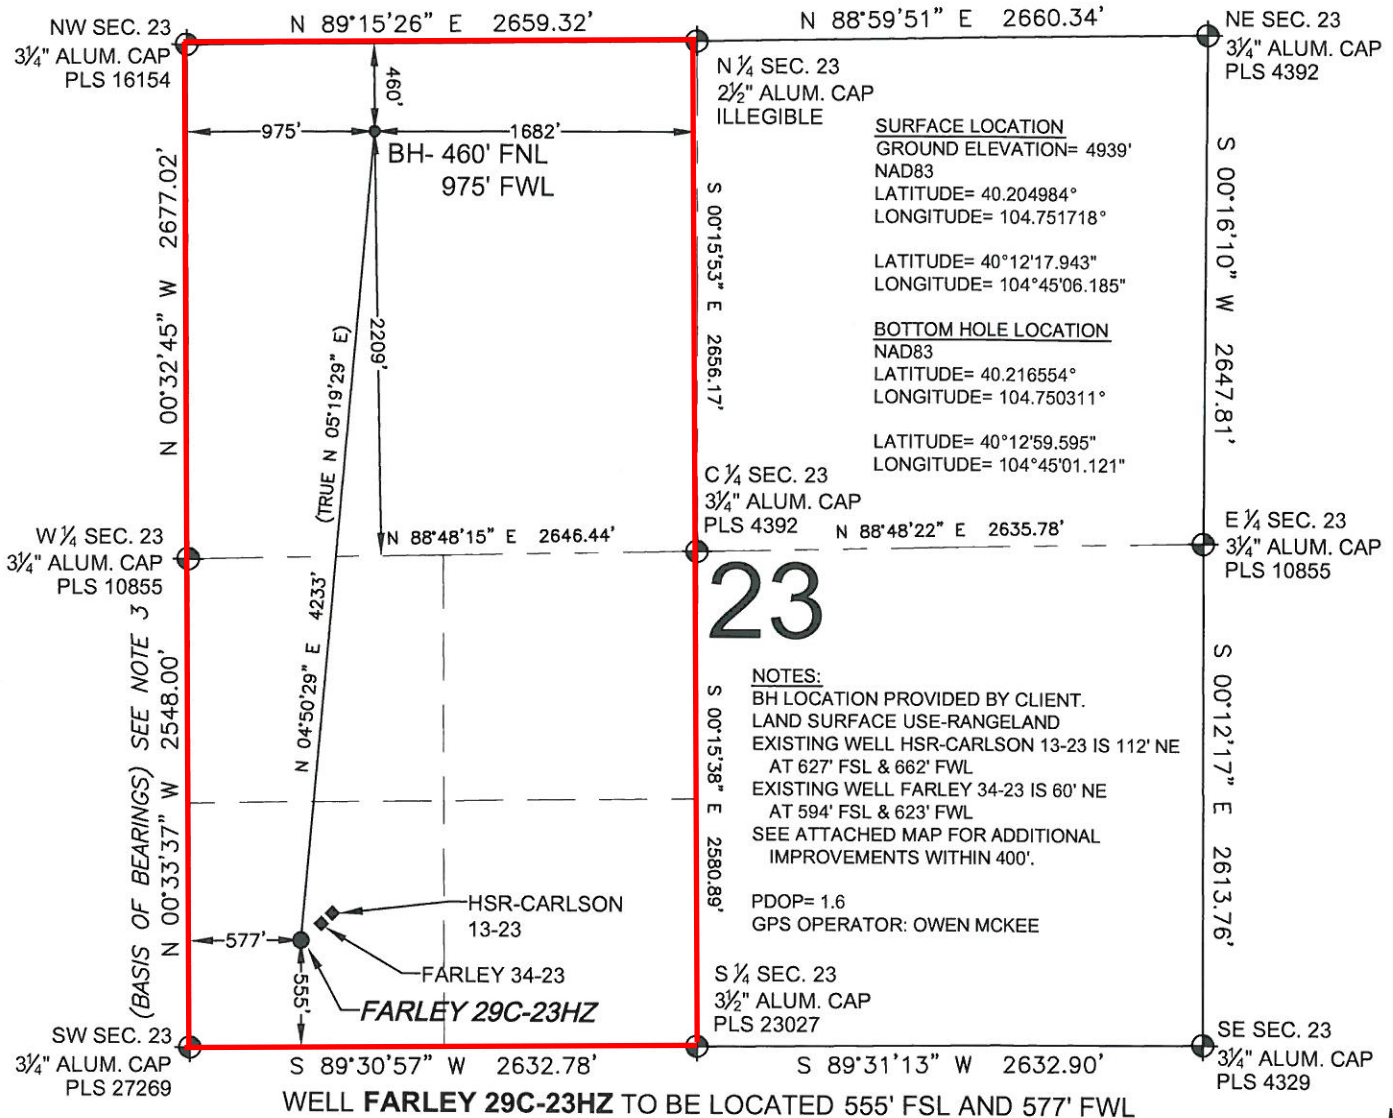 N 89°15'26" E 2659.32'
N 88°59'51" E 2660.34'
NW SEC. 23
3¼" ALUM. CAP
PLS 16154
NE SEC. 23
3¼" ALUM. CAP
PLS 4392
N ¼ SEC. 23
2½" ALUM. CAP
ILLEGIBLE
460'
975'
1682'
BH- 460' FNL
975' FWL
SURFACE LOCATION
GROUND ELEVATION= 4939'
NAD83
LATITUDE= 40.204984°
LONGITUDE= 104.751718°
LATITUDE= 40°12'17.943"
LONGITUDE= 104°45'06.185"
BOTTOM HOLE LOCATION
NAD83
LATITUDE= 40.216554°
LONGITUDE= 104.750311°
LATITUDE= 40°12'59.595"
LONGITUDE= 104°45'01.121"
N 00°32'45" W 2677.02'
S 00°15'53" E 2656.17'
S 00°16'10" W 2647.81'
(TRUE N 05°19'29" E)
2209'
C ¼ SEC. 23
3¼" ALUM. CAP
PLS 4392
W ¼ SEC. 23
3¼" ALUM. CAP
PLS 10855
N 88°48'15" E 2646.44'
N 88°48'22" E 2635.78'
E ¼ SEC. 23
3¼" ALUM. CAP
PLS 10855
23
N 04°50'29" E 4233'
(BASIS OF BEARINGS) SEE NOTE 3
N 00°33'37" W 2548.00'
S 00°15'38" E 2580.89'
S 00°12'17" E 2613.76'
NOTES:
BH LOCATION PROVIDED BY CLIENT.
LAND SURFACE USE-RANGELAND
EXISTING WELL HSR-CARLSON 13-23 IS 112' NE
AT 627' FSL & 662' FWL
EXISTING WELL FARLEY 34-23 IS 60' NE
AT 594' FSL & 623' FWL
SEE ATTACHED MAP FOR ADDITIONAL
IMPROVEMENTS WITHIN 400'.
PDOP= 1.6
GPS OPERATOR: OWEN MCKEE
HSR-CARLSON
13-23
577'
FARLEY 34-23
555'
FARLEY 29C-23HZ
S ¼ SEC. 23
3½" ALUM. CAP
PLS 23027
SW SEC. 23
3¼" ALUM. CAP
PLS 27269
S 89°30'57" W 2632.78'
S 89°31'13" W 2632.90'
SE SEC. 23
3¼" ALUM. CAP
PLS 4329
WELL FARLEY 29C-23HZ TO BE LOCATED 555' FSL AND 577' FWL